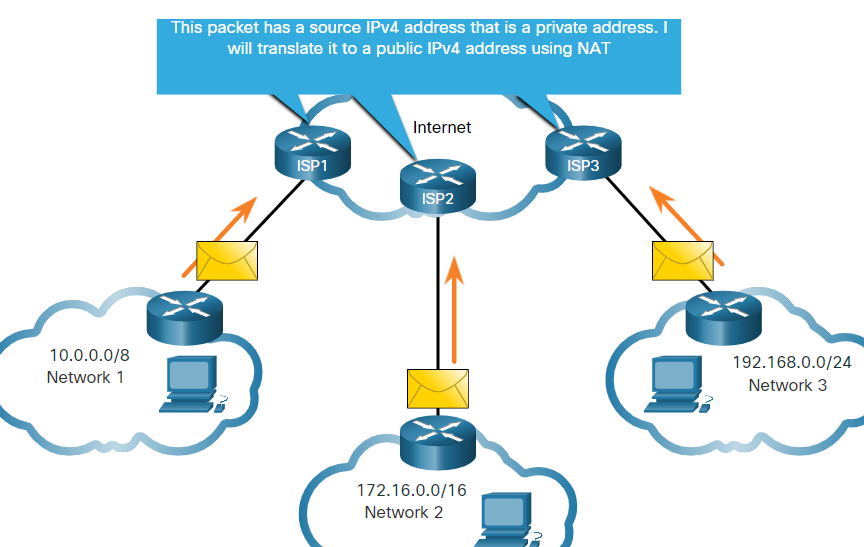 This packet has a source IPv4 address that is a private address. I
will translate it to a public IPv4 address using NAT
Internet
ISP1
ISP2
ISP3
10.0.0.0/8
Network 1
192.168.0.0/24
Network 3
172.16.0.0/16
Network 2